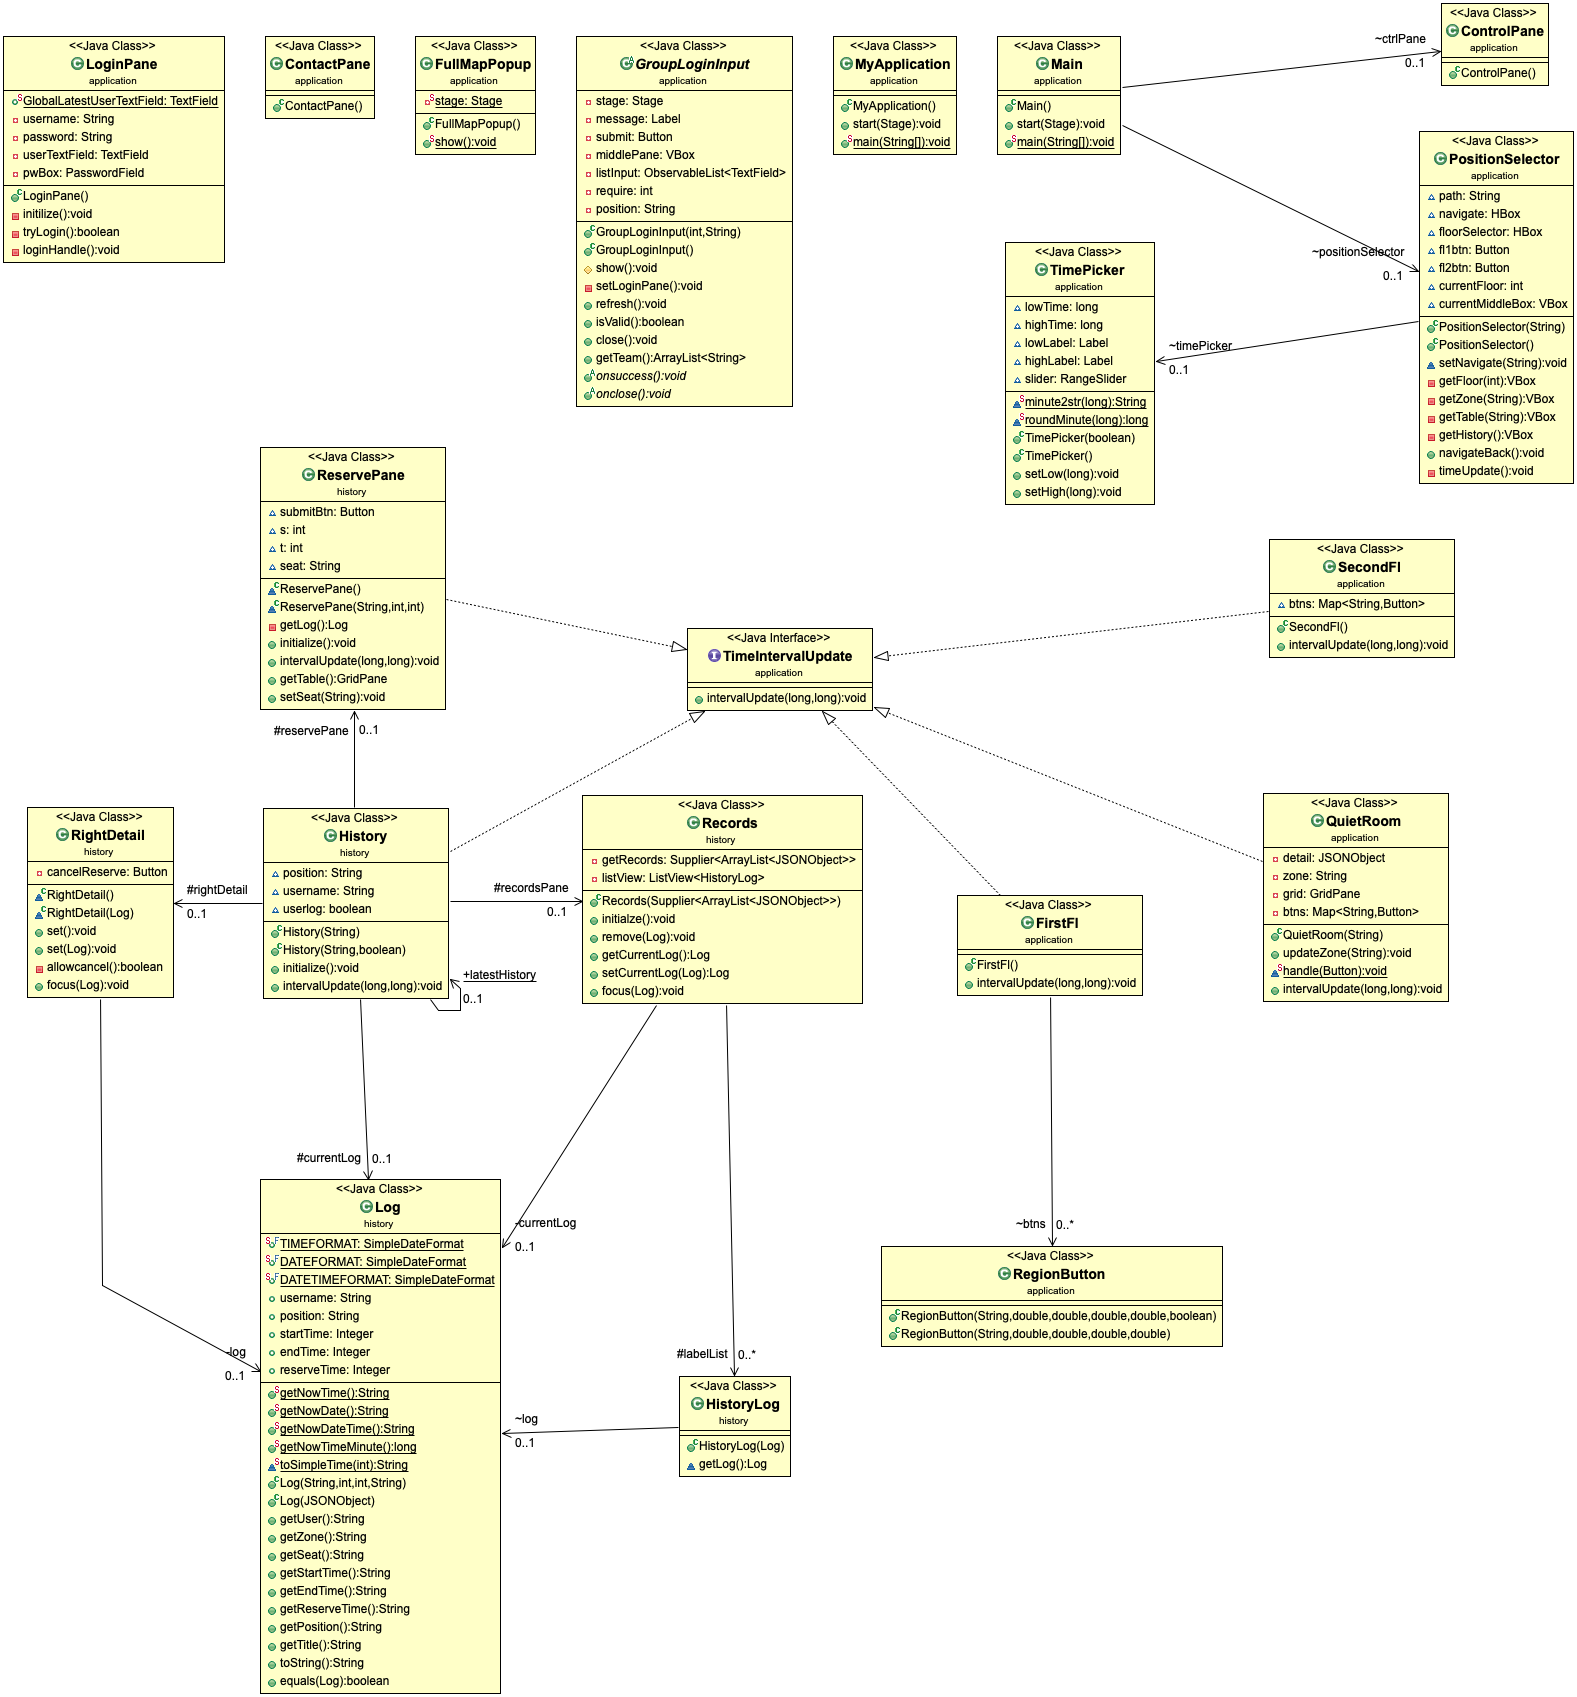 <<Java Class>>
LoginPane
application
GlobalLatestUserTextField: TextField
username: String
password: String
userTextField: TextField
pwBox: PasswordField
LoginPane()
initilize():void
tryLogin():boolean
loginHandle():void
<<Java Class>>
ContactPane
application
ContactPane()
<<Java Class>>
FullMapPopup
application
stage: Stage
FullMapPopup()
show():void
<<Java Class>>
GroupLoginInput
application
stage: Stage
message: Label
submit: Button
middlePane: VBox
listInput: ObservableList<TextField>
require: int
position: String
GroupLoginInput(int,String)
GroupLoginInput()
show():void
setLoginPane():void
refresh():void
isValid():boolean
close():void
getTeam():ArrayList<String>
onsuccess():void
onclose():void
<<Java Class>>
MyApplication
application
MyApplication()
start(Stage):void
main(String[]):void
<<Java Class>>
Main
application
Main()
start(Stage):void
main(String[]):void
~ctrlPane
0..1
<<Java Class>>
ControlPane
application
ControlPane()
~positionSelector
0..1
<<Java Class>>
PositionSelector
application
path: String
navigate: HBox
floorSelector: HBox
fl1btn: Button
fl2btn: Button
currentFloor: int
currentMiddleBox: VBox
PositionSelector(String)
PositionSelector()
setNavigate(String):void
getFloor(int):VBox
getZone(String):VBox
getTable(String):VBox
getHistory():VBox
navigateBack():void
timeUpdate():void
~timePicker
0..1
<<Java Class>>
TimePicker
application
lowTime: long
highTime: long
lowLabel: Label
highLabel: Label
slider: RangeSlider
minute2str(long):String
roundMinute(long):long
TimePicker(boolean)
TimePicker()
setLow(long):void
setHigh(long):void
<<Java Class>>
ReservePane
history
submitBtn: Button
s: int
t: int
seat: String
ReservePane()
ReservePane(String,int,int)
getLog():Log
initialize():void
intervalUpdate(long,long):void
getTable():GridPane
setSeat(String):void
#reservePane
0..1
<<Java Interface>>
TimeIntervalUpdate
application
intervalUpdate(long,long):void
<<Java Class>>
SecondFl
application
btns: Map<String,Button>
SecondFl()
intervalUpdate(long,long):void
<<Java Class>>
RightDetail
history
cancelReserve: Button
RightDetail()
RightDetail(Log)
set():void
set(Log):void
allowcancel():boolean
focus(Log):void
#rightDetail
0..1
<<Java Class>>
History
history
position: String
username: String
userlog: boolean
History(String)
History(String,boolean)
initialize():void
intervalUpdate(long,long):void
#recordsPane
0..1
+latestHistory
0..1
<<Java Class>>
Records
history
getRecords: Supplier<ArrayList<JSONObject>>
listView: ListView<HistoryLog>
Records(Supplier<ArrayList<JSONObject>>)
initialze():void
remove(Log):void
getCurrentLog():Log
setCurrentLog(Log):Log
focus(Log):void
<<Java Class>>
FirstFl
application
FirstFl()
intervalUpdate(long,long):void
<<Java Class>>
QuietRoom
application
detail: JSONObject
zone: String
grid: GridPane
btns: Map<String,Button>
QuietRoom(String)
updateZone(String):void
handle(Button):void
intervalUpdate(long,long):void
#currentLog
0..1
-currentLog
0..1
-log
0..1
<<Java Class>>
Log
history
TIMEFORMAT: SimpleDateFormat
DATEFORMAT: SimpleDateFormat
DATETIMEFORMAT: SimpleDateFormat
username: String
position: String
startTime: Integer
endTime: Integer
reserveTime: Integer
getNowTime():String
getNowDate():String
getNowDateTime():String
getNowTimeMinute():long
toSimpleTime(int):String
Log(String,int,int,String)
Log(JSONObject)
getUser():String
getZone():String
getSeat():String
getStartTime():String
getEndTime():String
getReserveTime():String
getPosition():String
getTitle():String
toString():String
equals(Log):boolean
#labelList
0..*
~log
0..1
<<Java Class>>
HistoryLog
history
HistoryLog(Log)
getLog():Log
~btns
0..*
<<Java Class>>
RegionButton
application
RegionButton(String,double,double,double,double,boolean)
RegionButton(String,double,double,double,double)